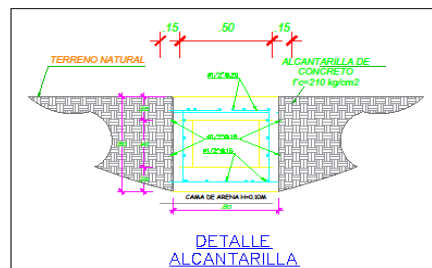 .15 .50 .15
TERRENO NATURAL
ALCANTARILLA DE
CONCRETO
f'c=210 kg/cm2
CAMA DE ARENA H=0.10M
.80
DETALLE
ALCANTARILLA